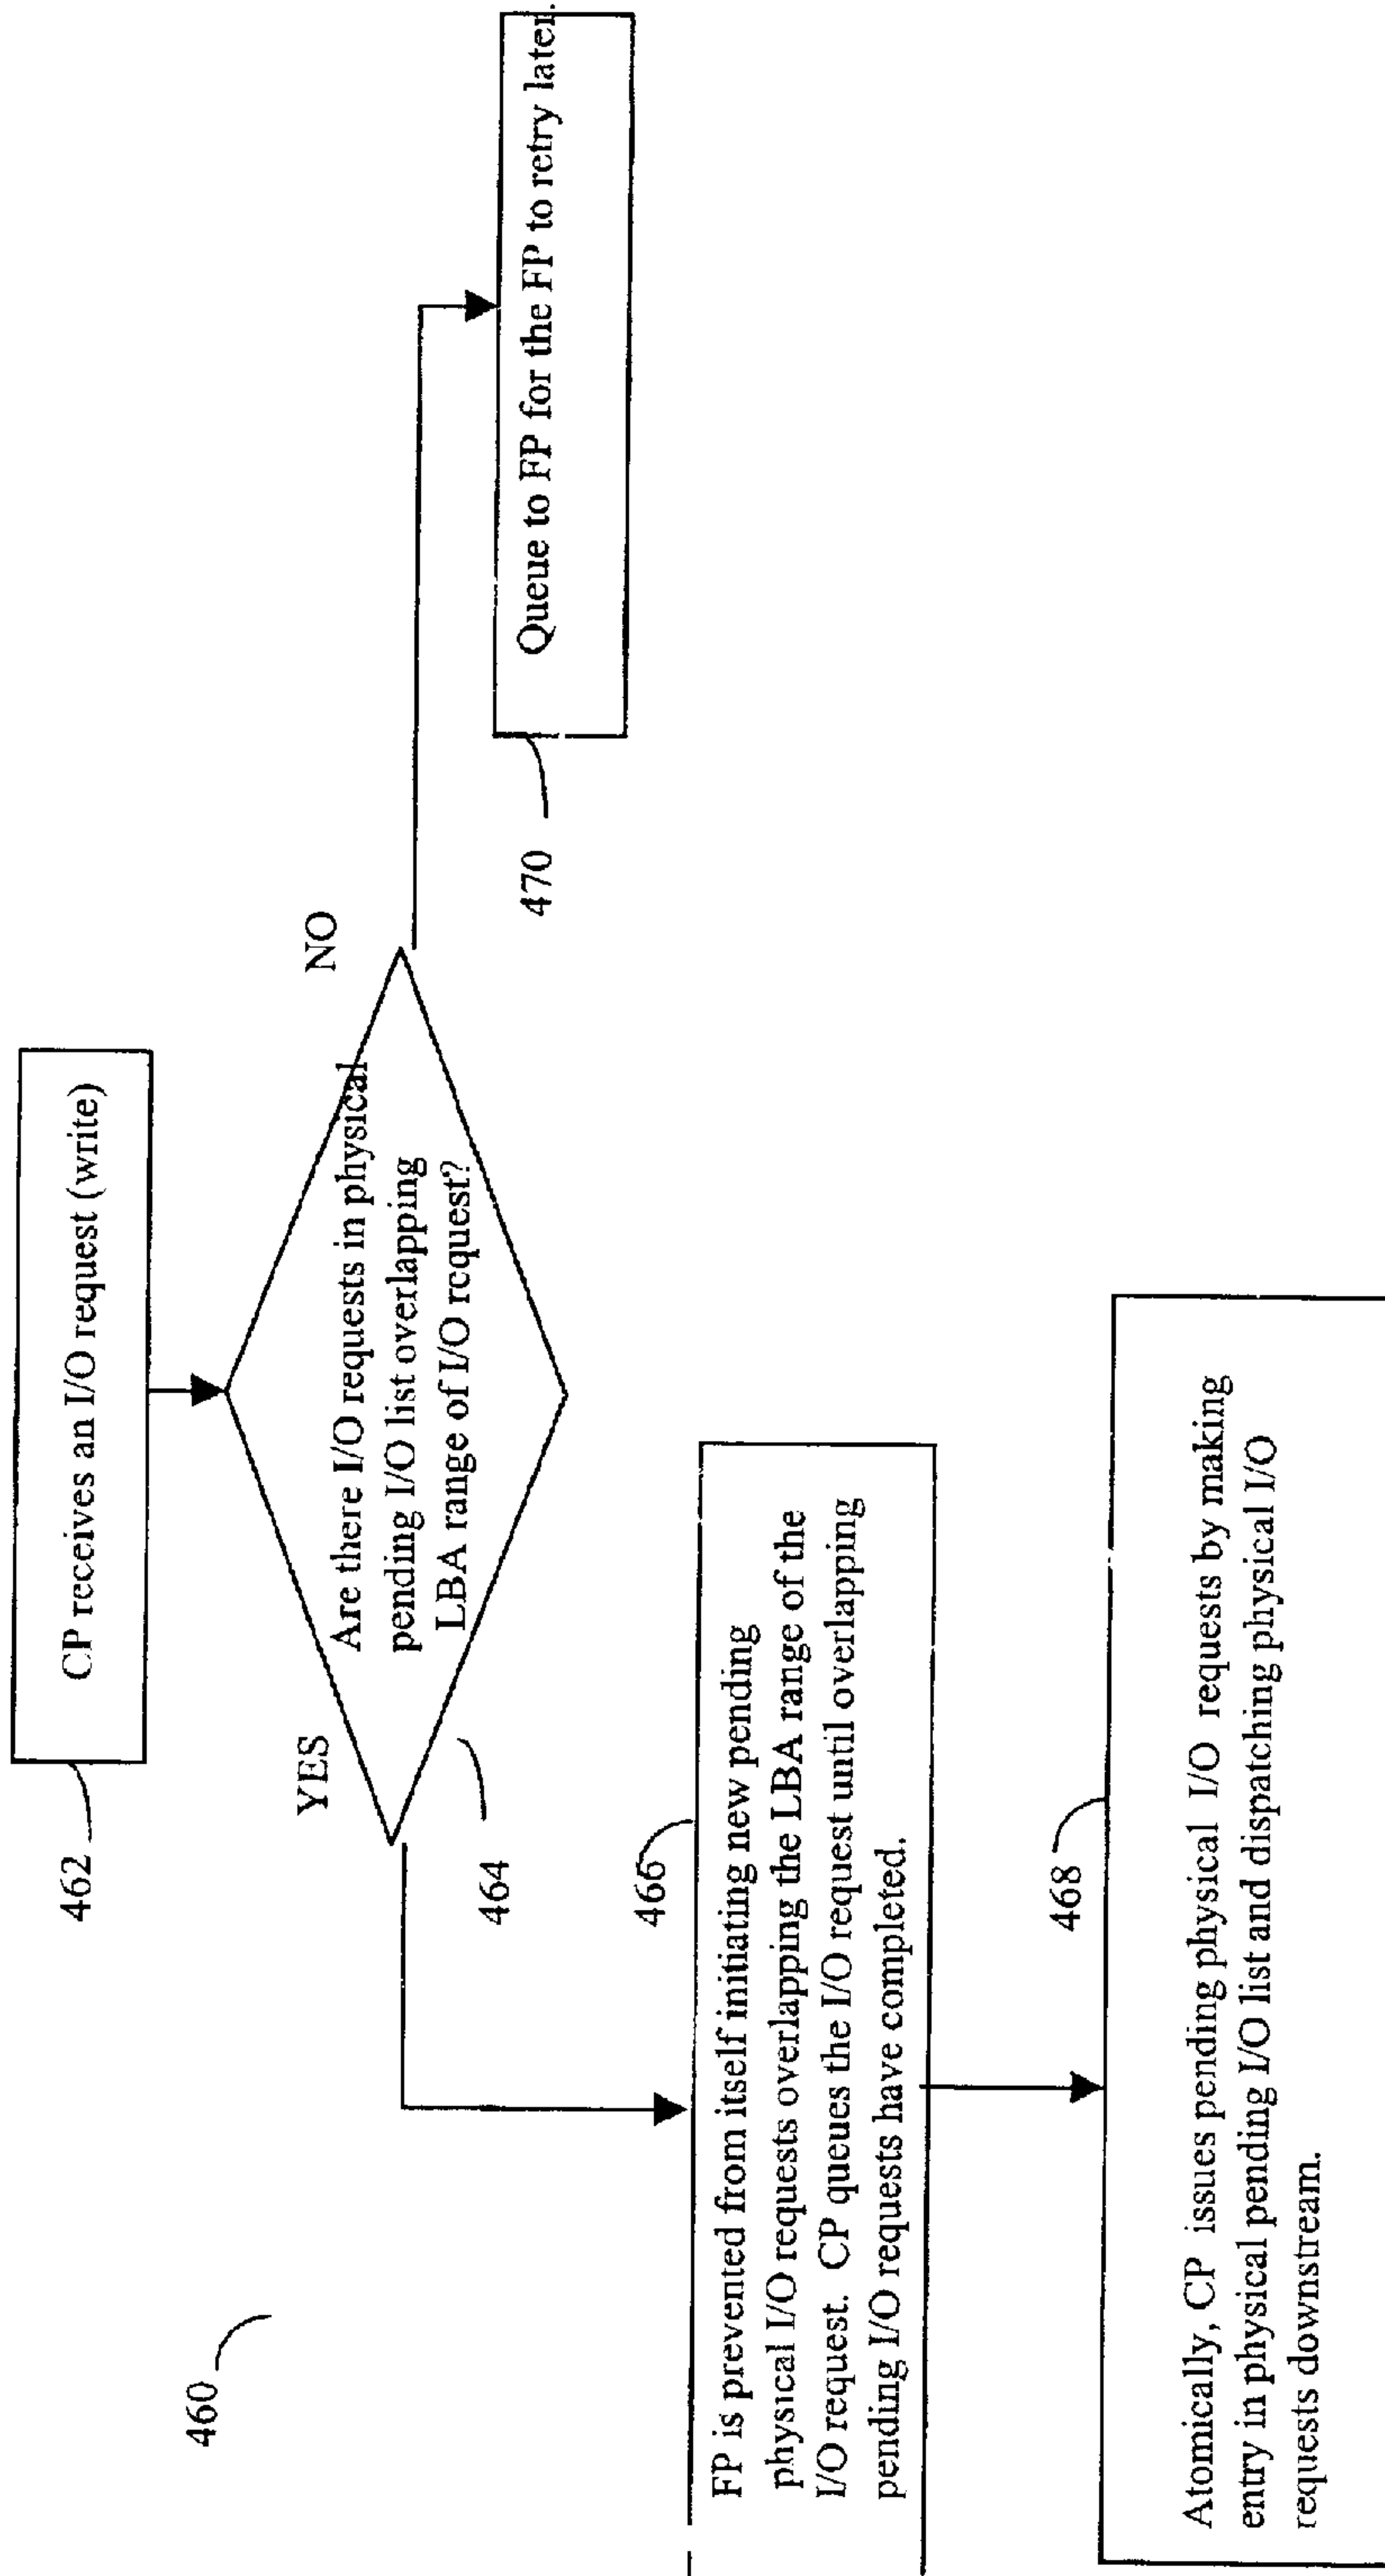 460
462
CP receives an I/O request (write)
YES
NO
464
Are there I/O requests in physical
pending I/O list overlapping
LBA range of I/O request?
466
FP is prevented from itself initiating new pending
physical I/O requests overlapping the LBA range of the
I/O request. CP queues the I/O request until overlapping
pending I/O requests have completed.
470
Queue to FP for the FP to retry later.
468
Atomically, CP issues pending physical I/O requests by making
entry in physical pending I/O list and dispatching physical I/O
requests downstream.